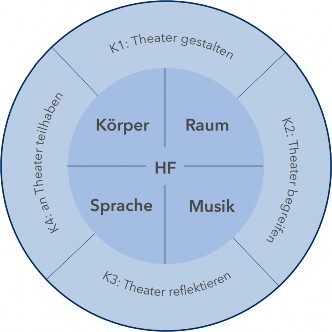 K1: Theater gestalten
K2: Theater begreifen
K3: Theater reflektieren
K4: an Theater teilhaben
Körper
Raum
HF
Sprache
Musik